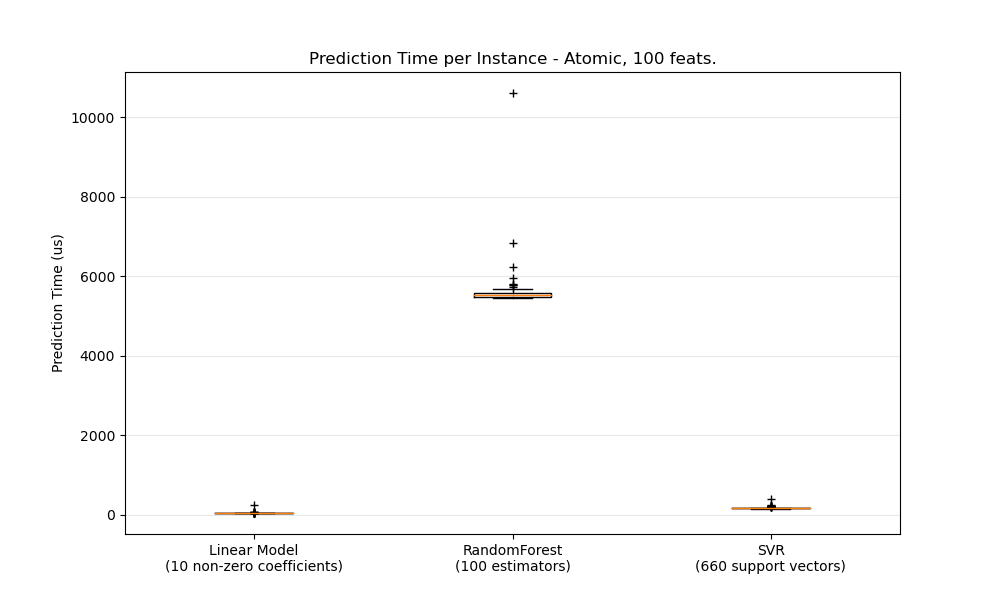 Prediction Time per Instance - Atomic, 100 feats.
Prediction Time (us)
10000
8000
6000
4000
2000
0
Linear Model
(10 non-zero coefficients)
RandomForest
(100 estimators)
SVR
(660 support vectors)